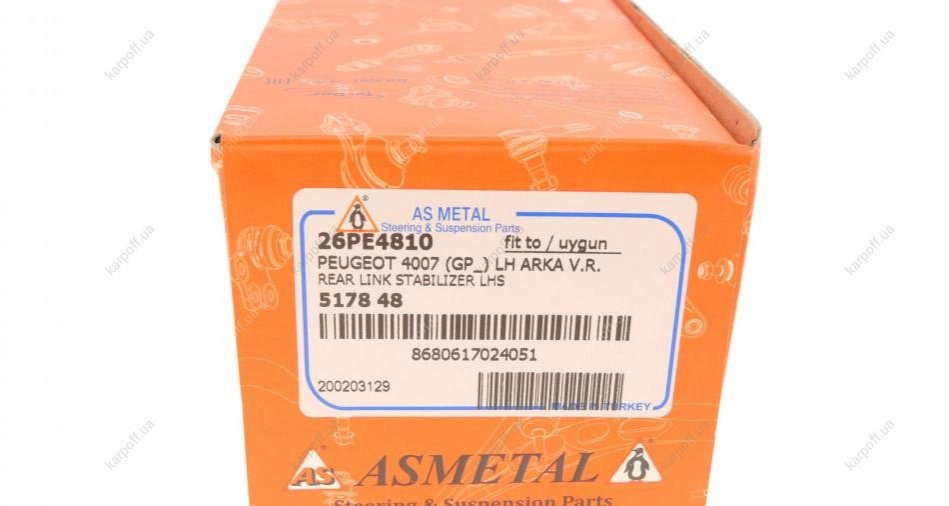 AS METAL
Steering & Suspension Parts
26PE4810 fit to / uygun
PEUGEOT 4007 (GP_) LH ARKA V.R.
REAR LINK STABILIZER LHS
5178 48
8680617024051
200203129
MADE IN TURKEY
AS ® ASMETAL ®
Steering & Suspension Parts
karpoff.ua